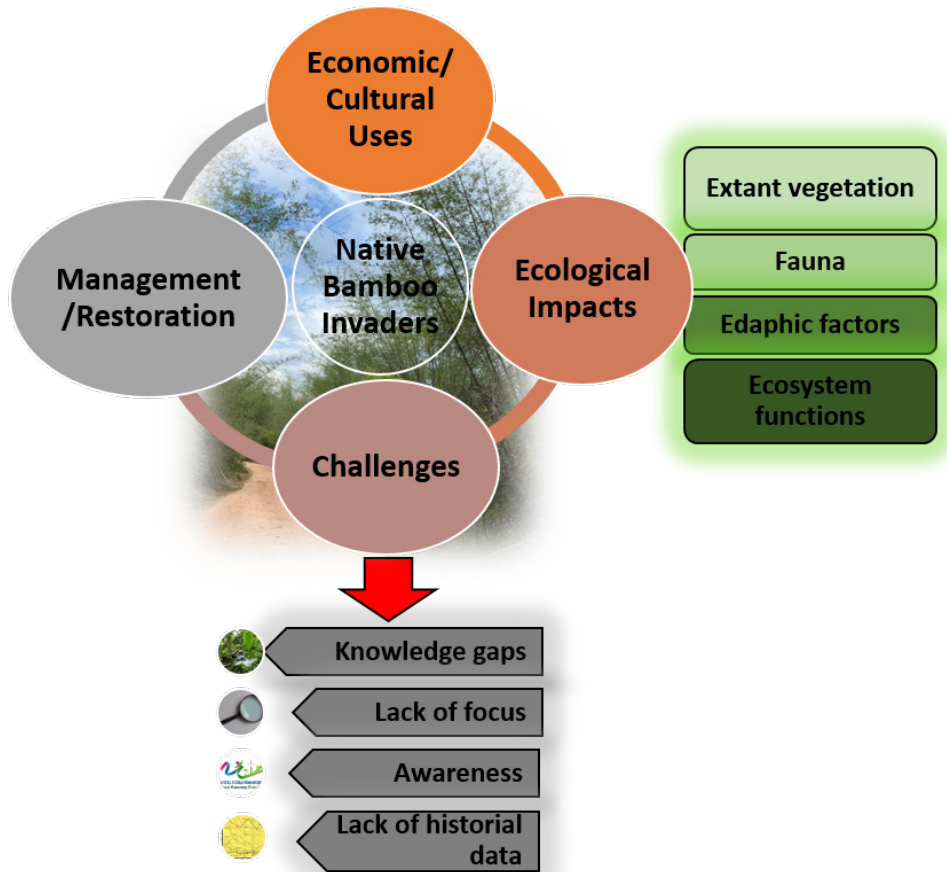 Economic/
Cultural
Uses
Native
Bamboo
Invaders
Management
/Restoration
Ecological
Impacts
Extant vegetation
Fauna
Edaphic factors
Ecosystem
functions
Challenges
Knowledge gaps
Lack of focus
Awareness
Lack of historial
data